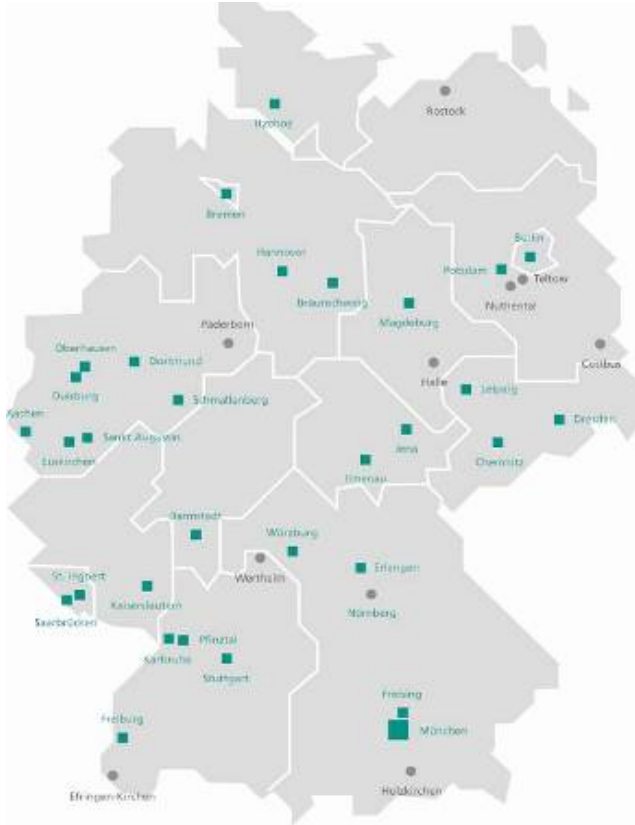 Rostock
Itzehoe
Bremen
Berlin
Hannover
Potsdam
Teltow
Braunschweig
Nuthetal
Magdeburg
Paderborn
Oberhausen
Dortmund
Cottbus
Halle
Duisburg
Leipzig
Schmallenberg
Aachen
Dresden
Sankt Augustin
Jena
Euskirchen
Chemnitz
Ilmenau
Darmstadt
Würzburg
Erlangen
St. Ingbert
Wertheim
Kaiserslautern
Nürnberg
Saarbrücken
Pfinztal
Karlsruhe
Stuttgart
Freising
Freiburg
München
Holzkirchen
Efringen-Kirchen